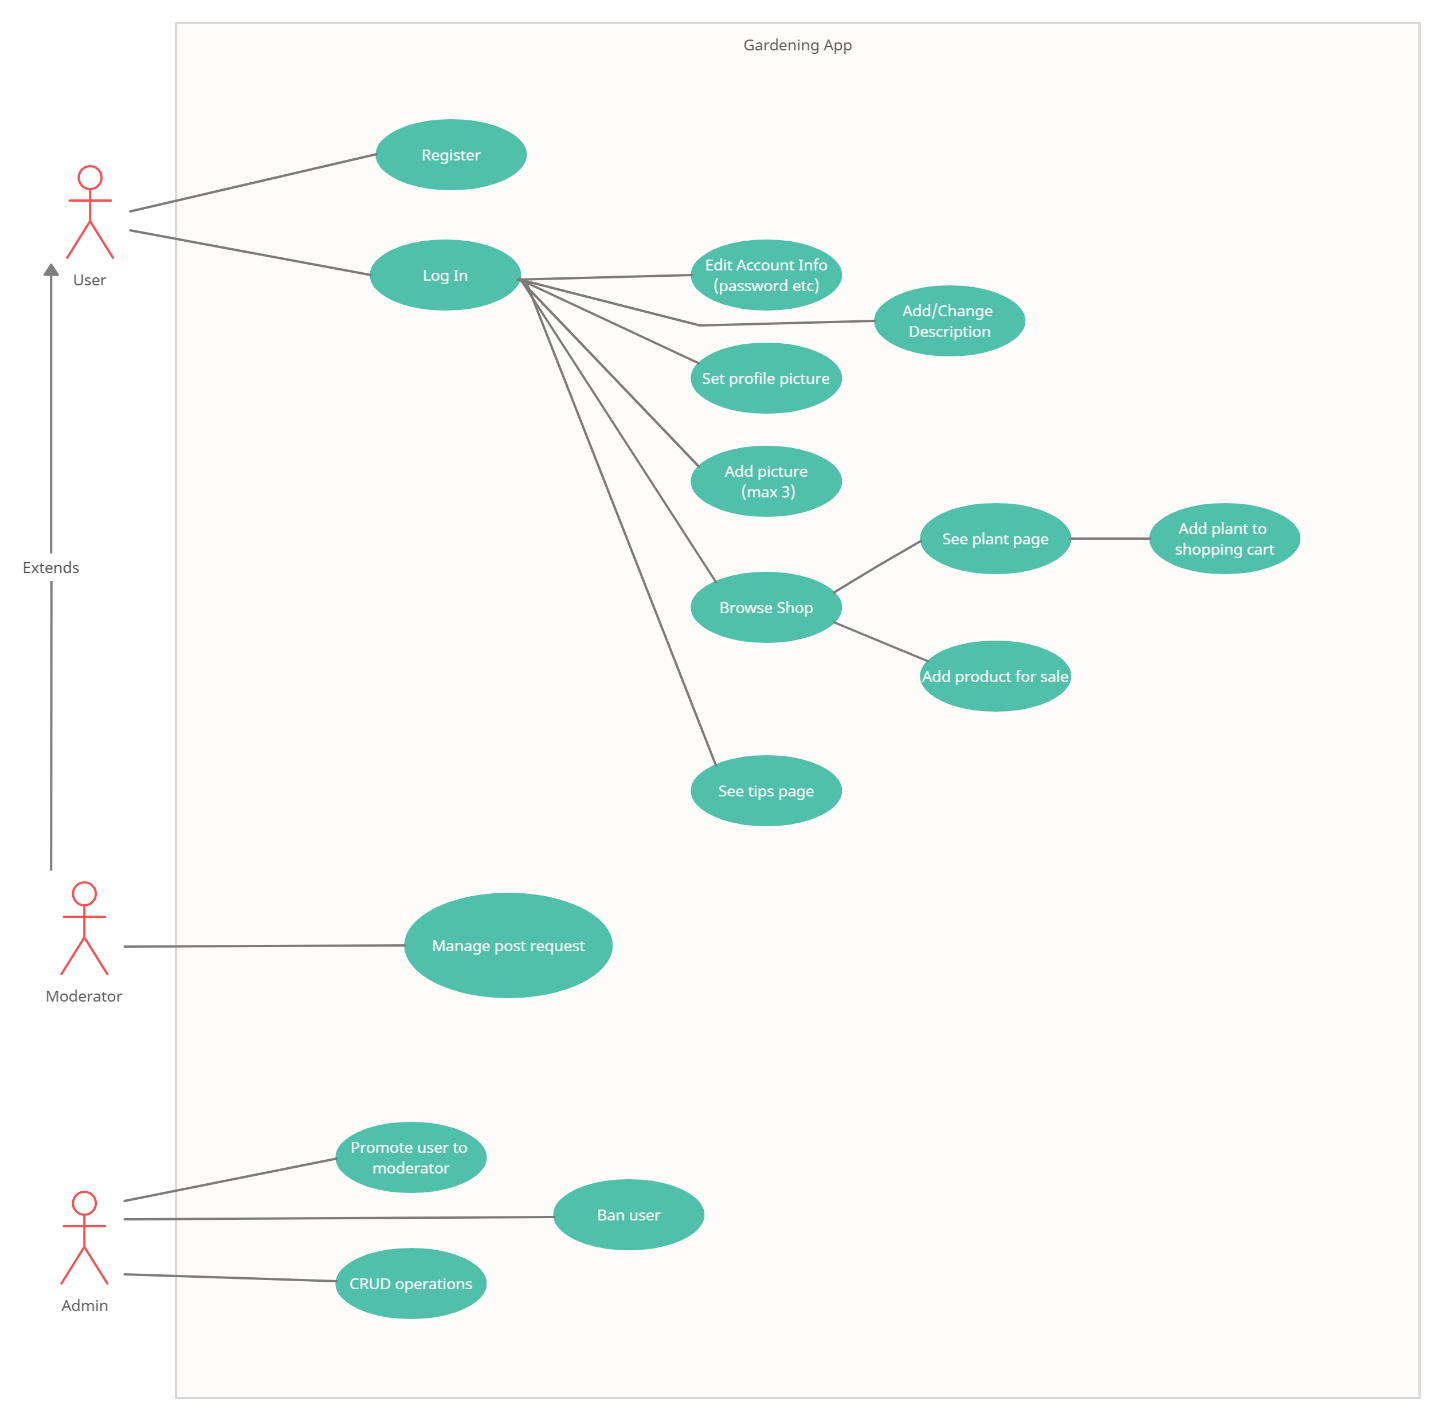 Gardening App
Register
User
Log In
Edit Account Info
(password etc)
Add/Change
Description
Set profile picture
Add picture
(max 3)
See plant page
Add plant to
shopping cart
Extends
Browse Shop
Add product for sale
See tips page
Manage post request
Moderator
Promote user to
moderator
Ban user
CRUD operations
Admin